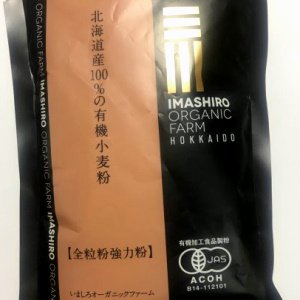 北海道産100%の有機小麦粉
【全粒粉強力粉】
いましろオーガニックファーム
IMASHIRO
ORGANIC
FARM
HOKKAIDO
有機加工食品製粉
JAS
ACOH
B14-112101
IMASHIRO ORGANIC FARM IMASHIRO ORGANIC FARM